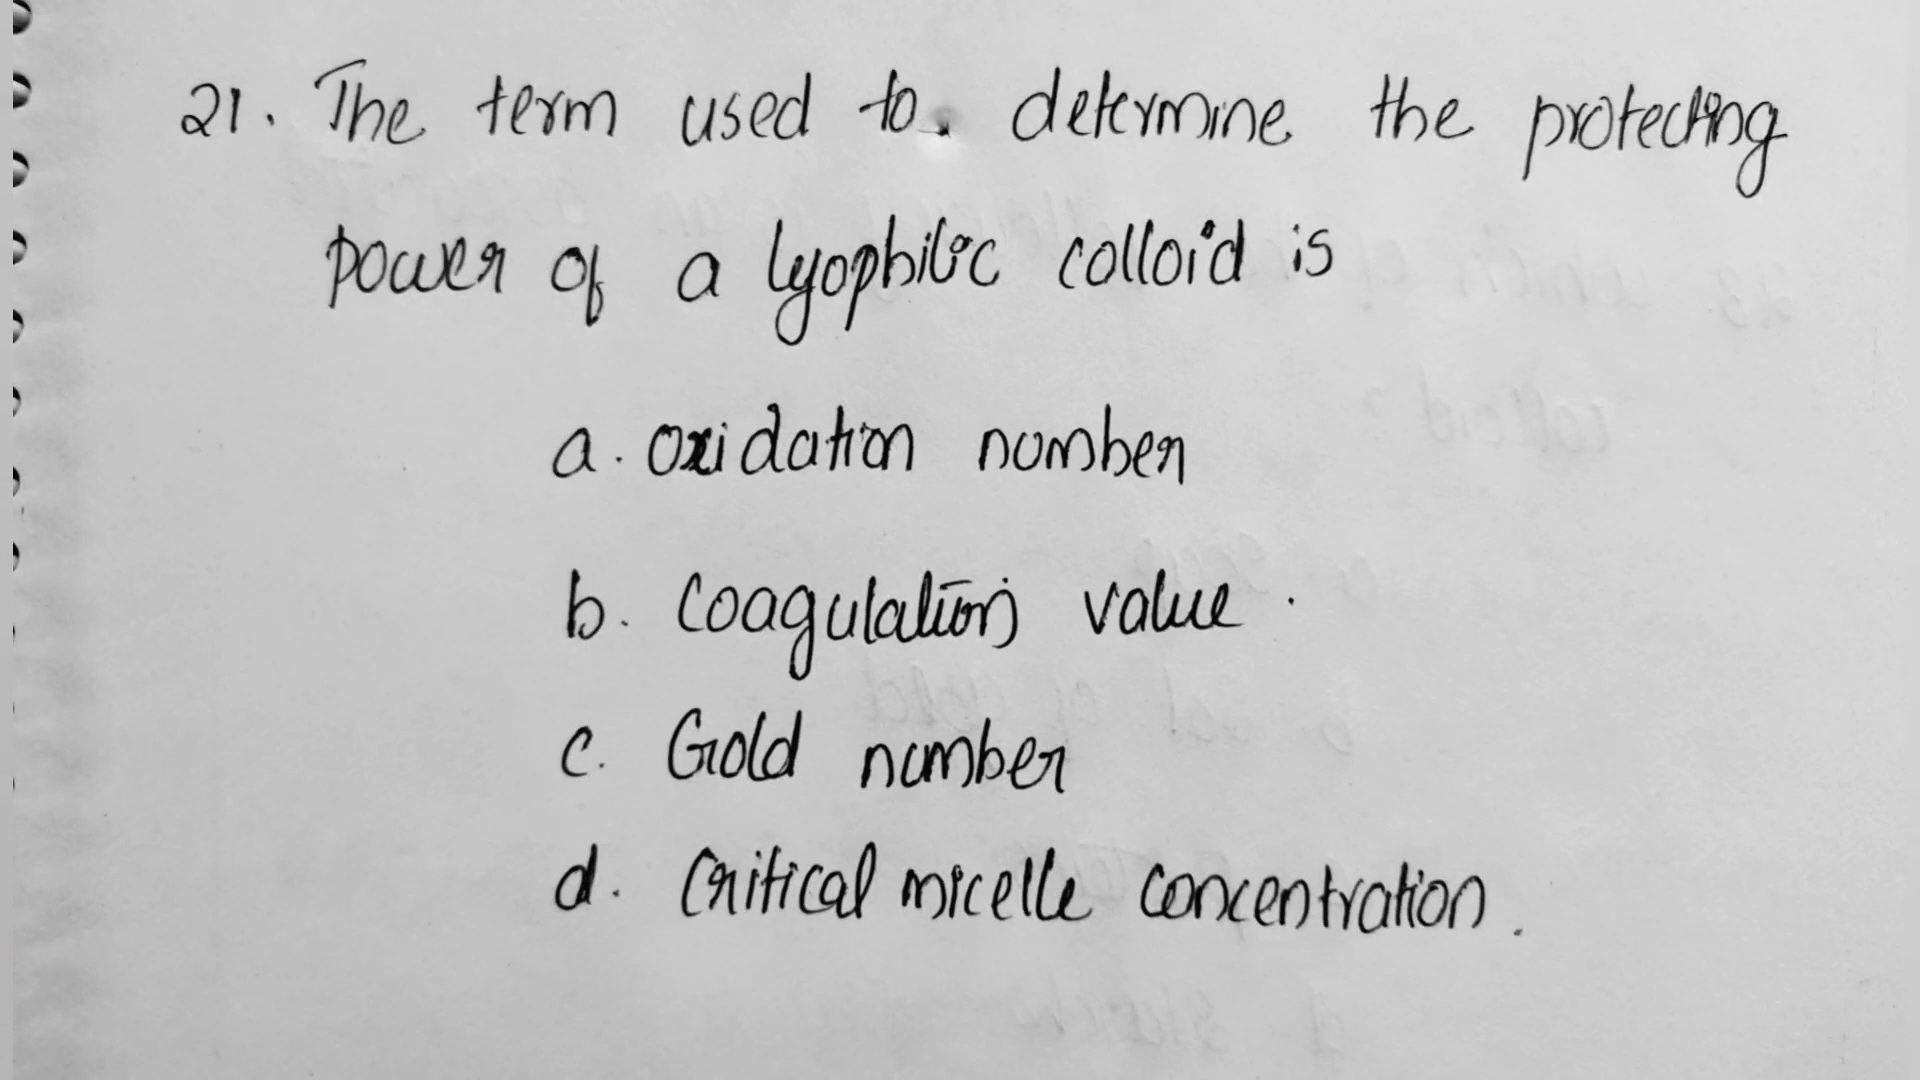 21. The term used to determine the protecting
power of a lyophilic colloid is
a. oxidation number
b. Coagulation value.
c. Gold number
d. Critical micelle concentration.